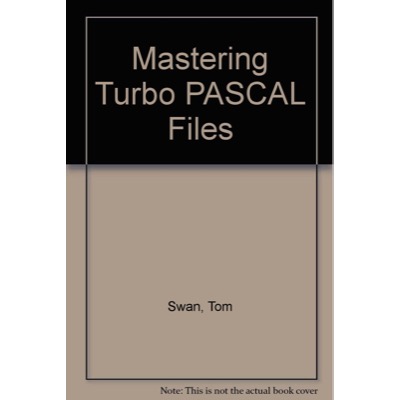 Mastering
Turbo PASCAL
Files
Swan, Tom
Note: This is not the actual book cover